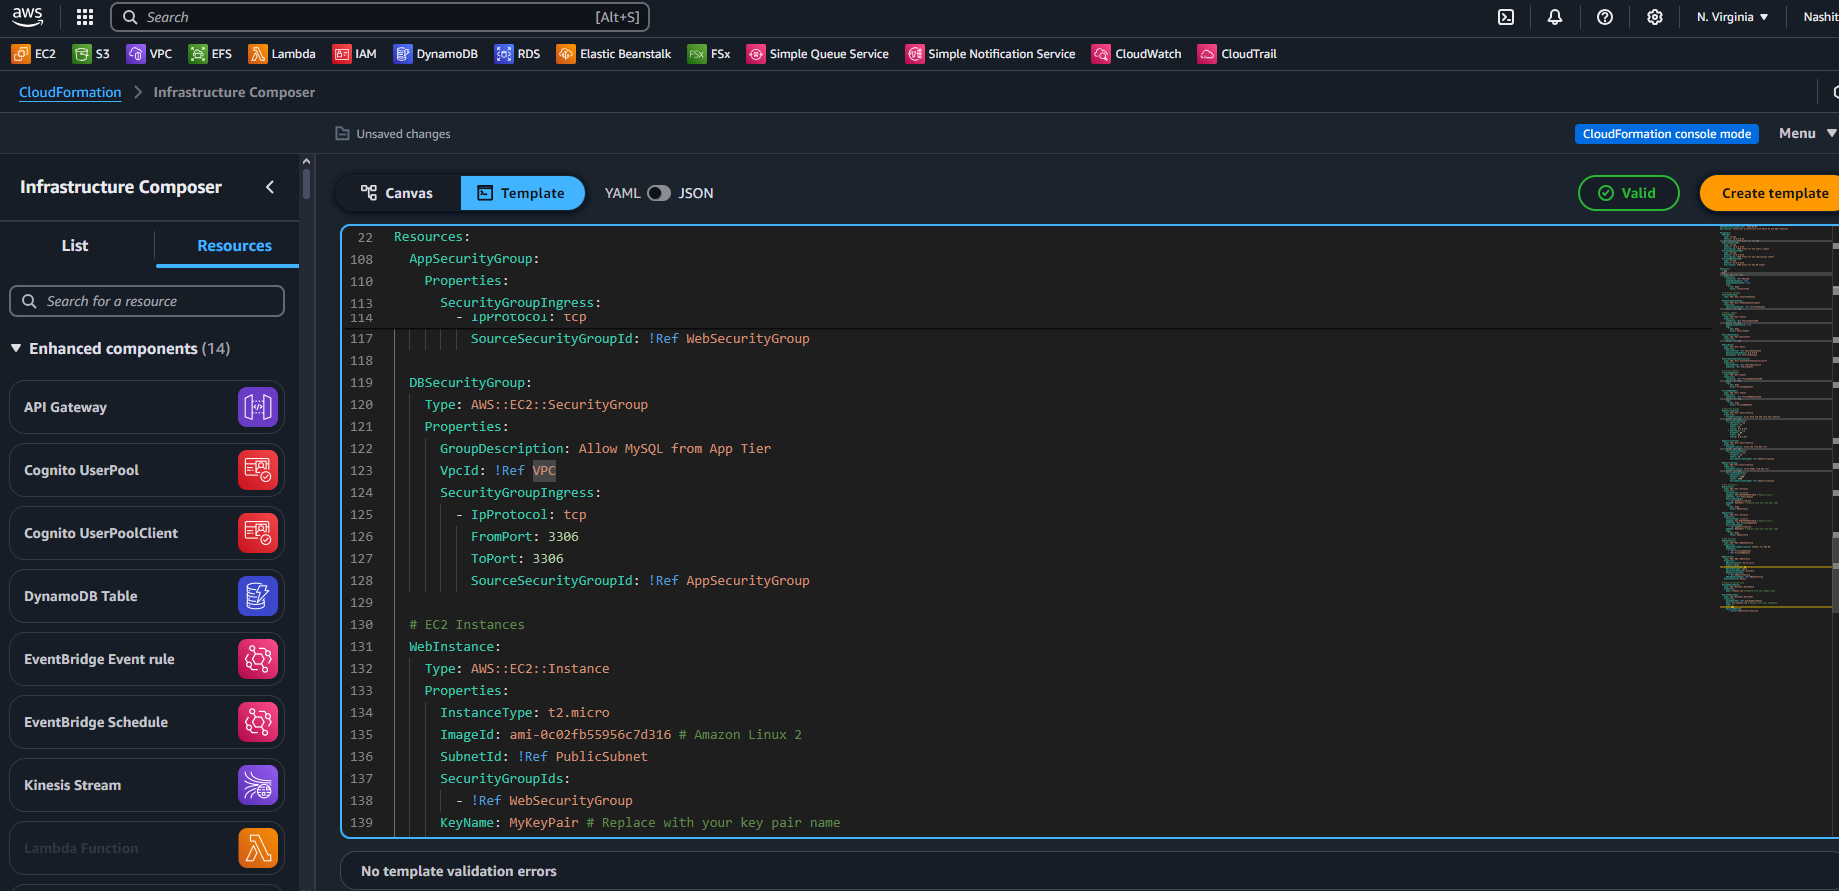 aws
Search
[Alt+S]
N. Virginia
Nashit
EC2
S3
VPC
EFS
Lambda
IAM
DynamoDB
RDS
Elastic Beanstalk
FSx
FSx
Simple Queue Service
Simple Notification Service
CloudWatch
CloudTrail
CloudFormation
Infrastructure Composer
Unsaved changes
CloudFormation console mode
Menu
Infrastructure Composer
List
Resources
Search for a resource
Enhanced components (14)
API Gateway
Cognito UserPool
Cognito UserPoolClient
DynamoDB Table
EventBridge Event rule
EventBridge Schedule
Kinesis Stream
Lambda Function
Canvas
Template
YAML
JSON
Valid
Create template
22 Resources:
108 AppSecurityGroup:
110 Properties:
113 SecurityGroupIngress:
114 - IpProtocol: tcp
117 SourceSecurityGroupId: !Ref WebSecurityGroup
118
119 DBSecurityGroup:
120 Type: AWS::EC2::SecurityGroup
121 Properties:
122 GroupDescription: Allow MySQL from App Tier
123 VpcId: !Ref VPC
124 SecurityGroupIngress:
125 - IpProtocol: tcp
126 FromPort: 3306
127 ToPort: 3306
128 SourceSecurityGroupId: !Ref AppSecurityGroup
129
130 # EC2 Instances
131 WebInstance:
132 Type: AWS::EC2::Instance
133 Properties:
134 InstanceType: t2.micro
135 ImageId: ami-0c02fb55956c7d316 # Amazon Linux 2
136 SubnetId: !Ref PublicSubnet
137 SecurityGroupIds:
138 - !Ref WebSecurityGroup
139 KeyName: MyKeyPair # Replace with your key pair name
No template validation errors